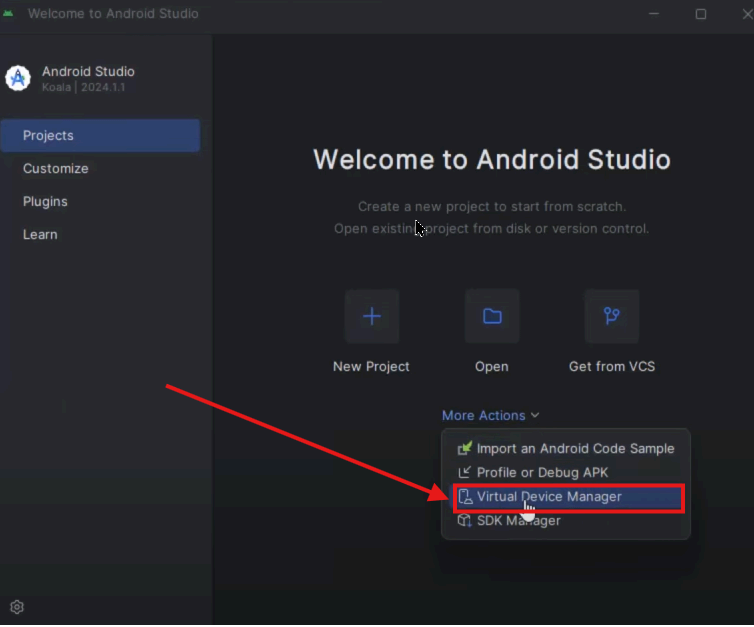 Welcome to Android Studio
Android Studio
Koala | 2024.1.1
Projects
Customize
Plugins
Learn
Welcome to Android Studio
Create a new project to start from scratch.
Open existing project from disk or version control.
New Project
Open
Get from VCS
More Actions
Import an Android Code Sample
Profile or Debug APK
Virtual Device Manager
SDK Manager